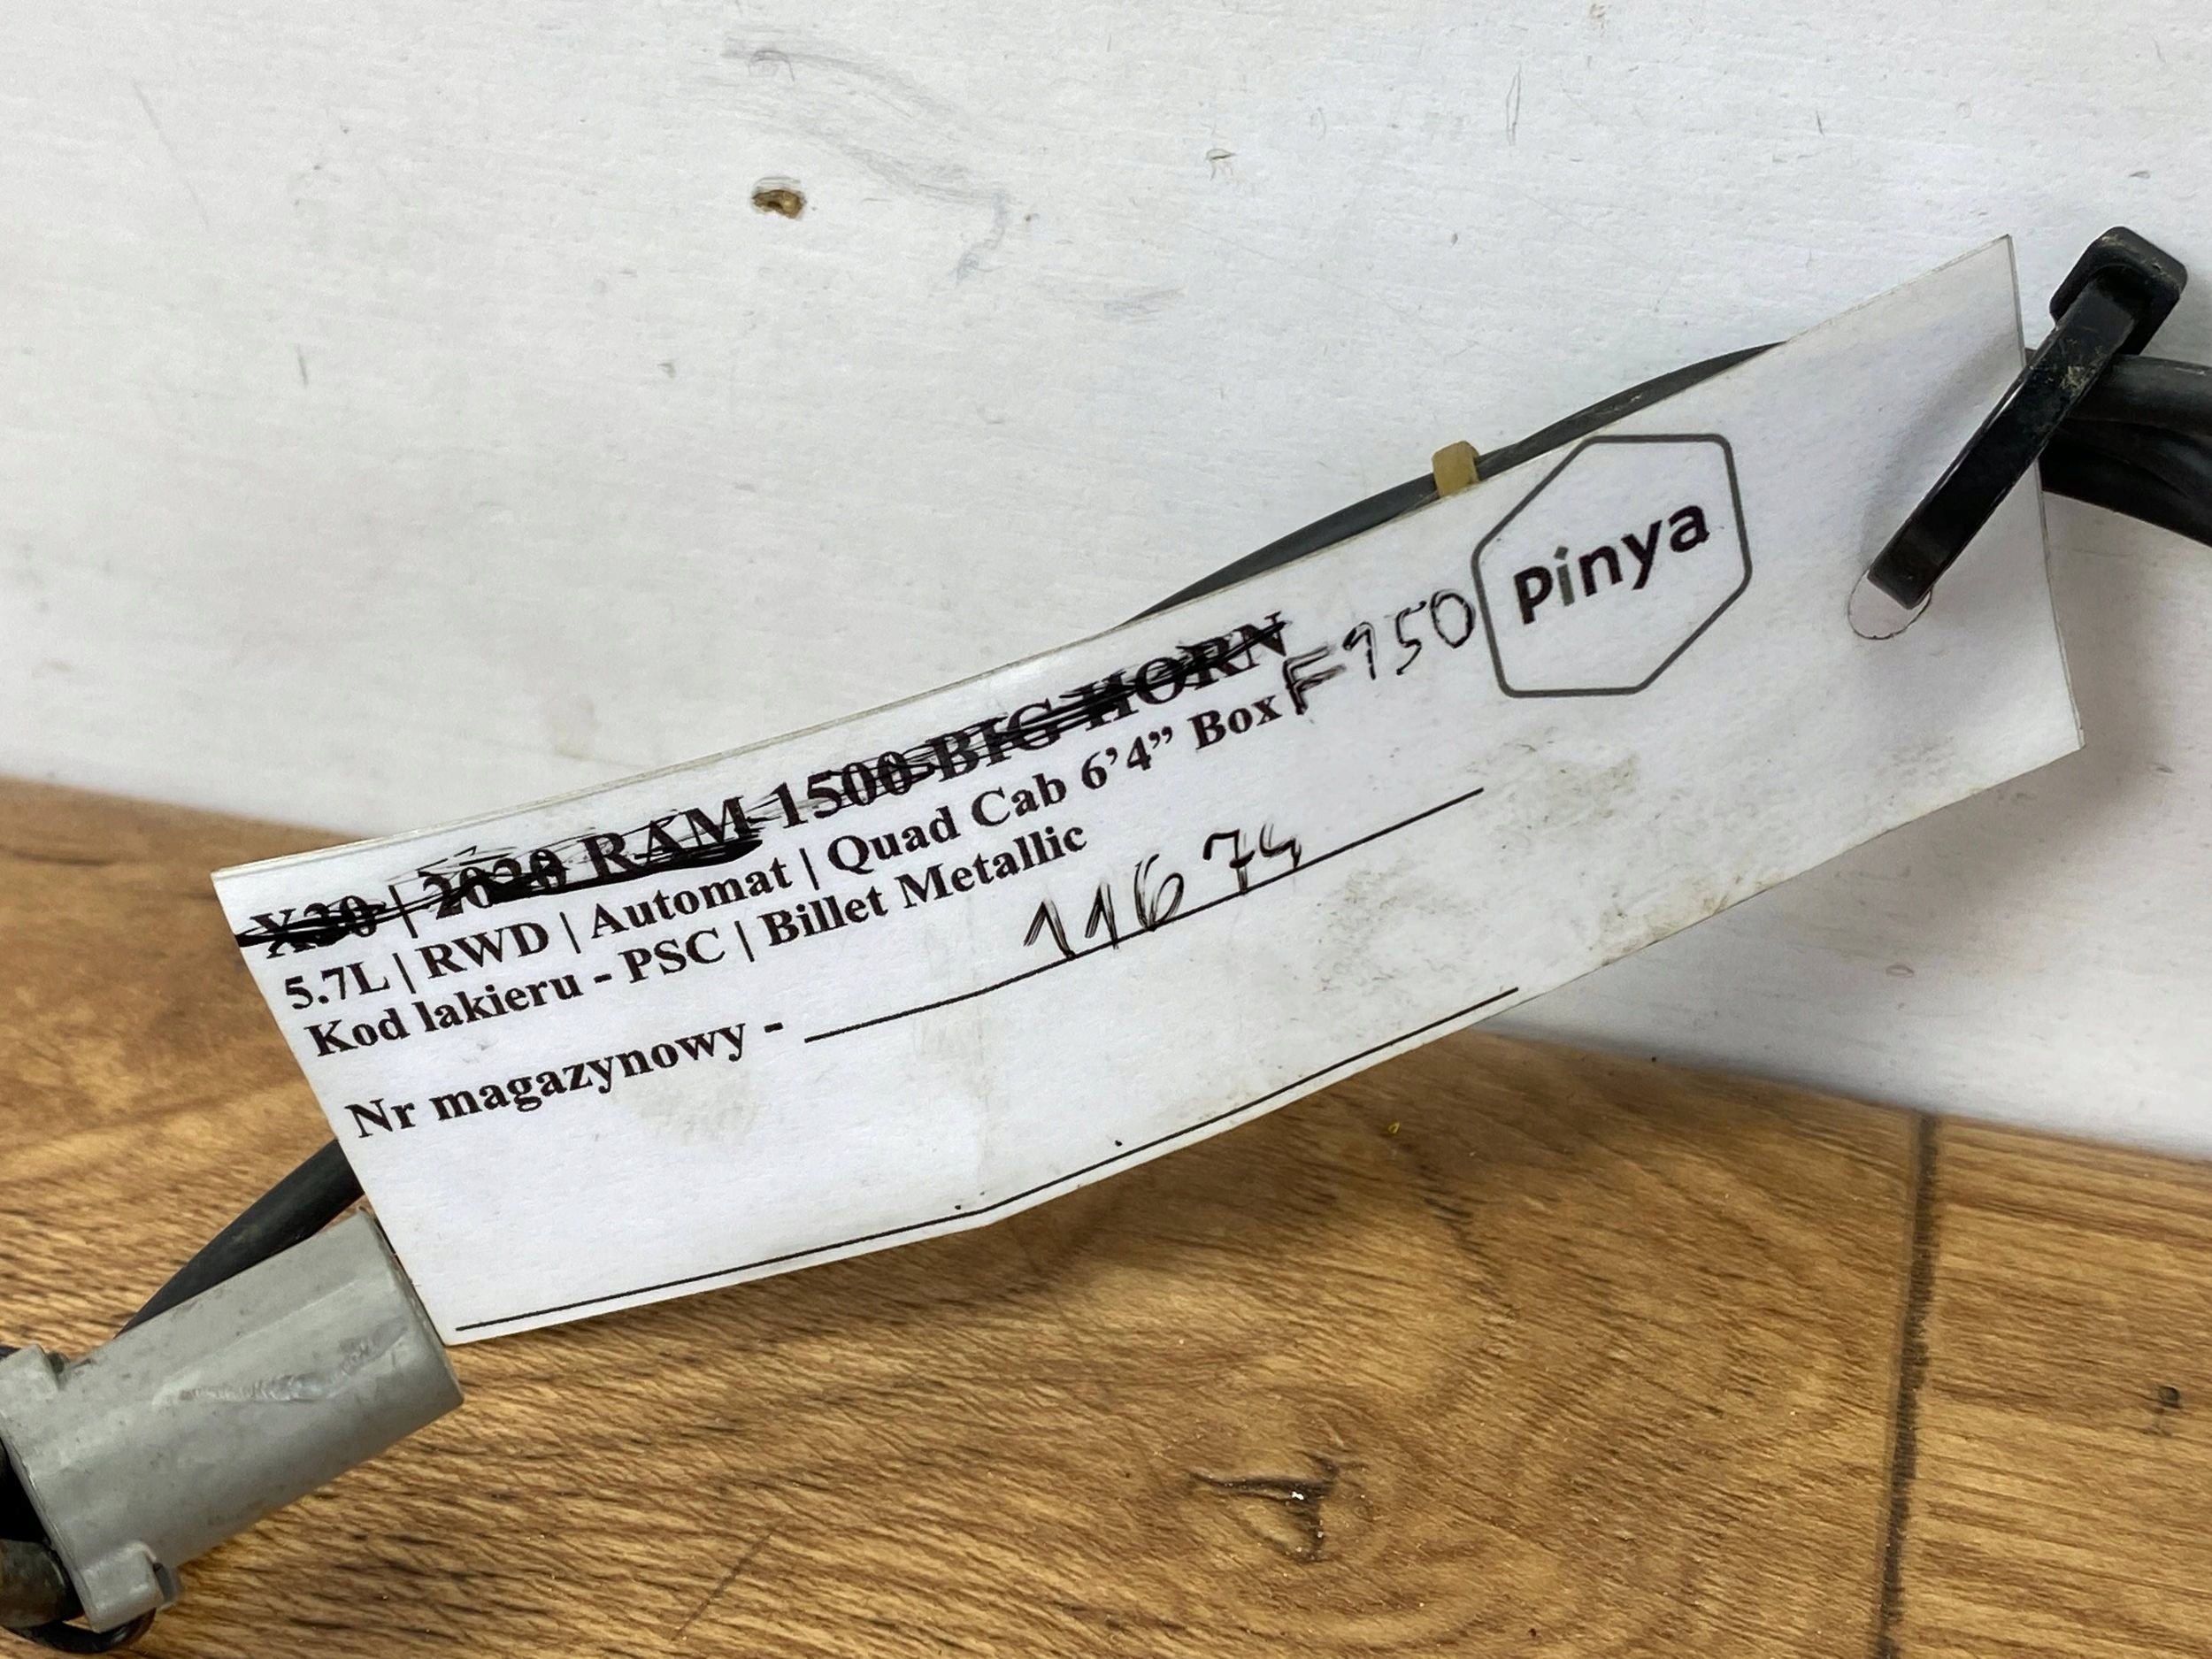 X30 | 2020 RAM 1500 BIG HORN
F150
Pinya
5.7L | RWD | Automat | Quad Cab 6’4” Box
Kod lakieru - PSC | Billet Metallic
Nr magazynowy - 11674